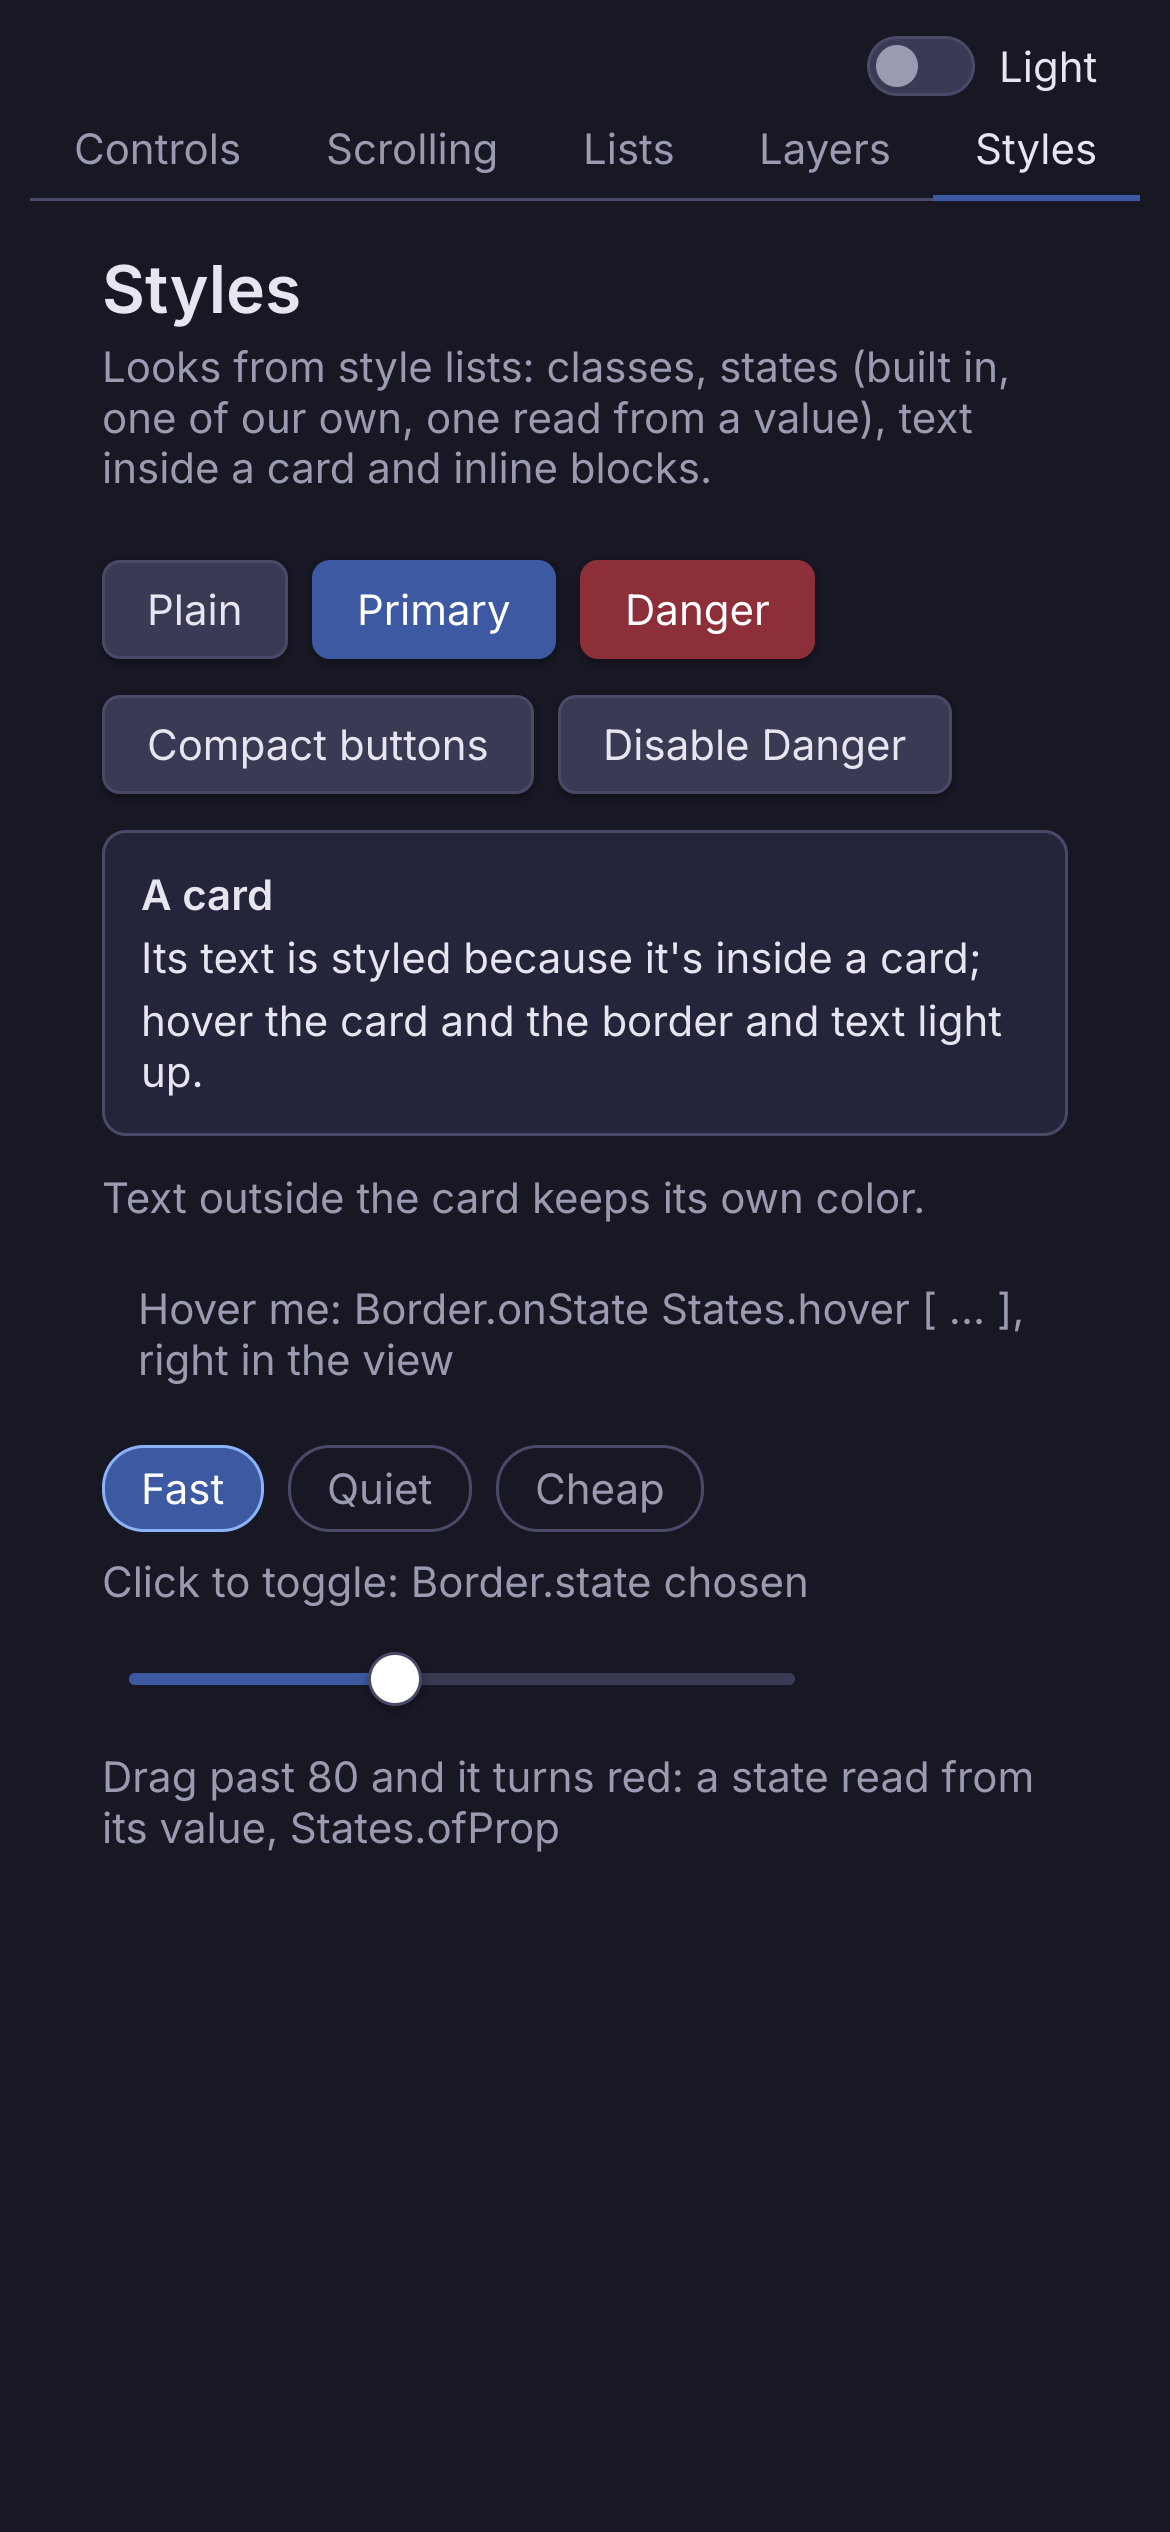 Light
Controls Scrolling Lists Layers Styles
Styles
Looks from style lists: classes, states (built in,
one of our own, one read from a value), text
inside a card and inline blocks.
Plain Primary Danger
Compact buttons Disable Danger
A card
Its text is styled because it's inside a card;
hover the card and the border and text light
up.
Text outside the card keeps its own color.
Hover me: Border.onState States.hover [ ... ],
right in the view
Fast Quiet Cheap
Click to toggle: Border.state chosen
Drag past 80 and it turns red: a state read from
its value, States.ofProp